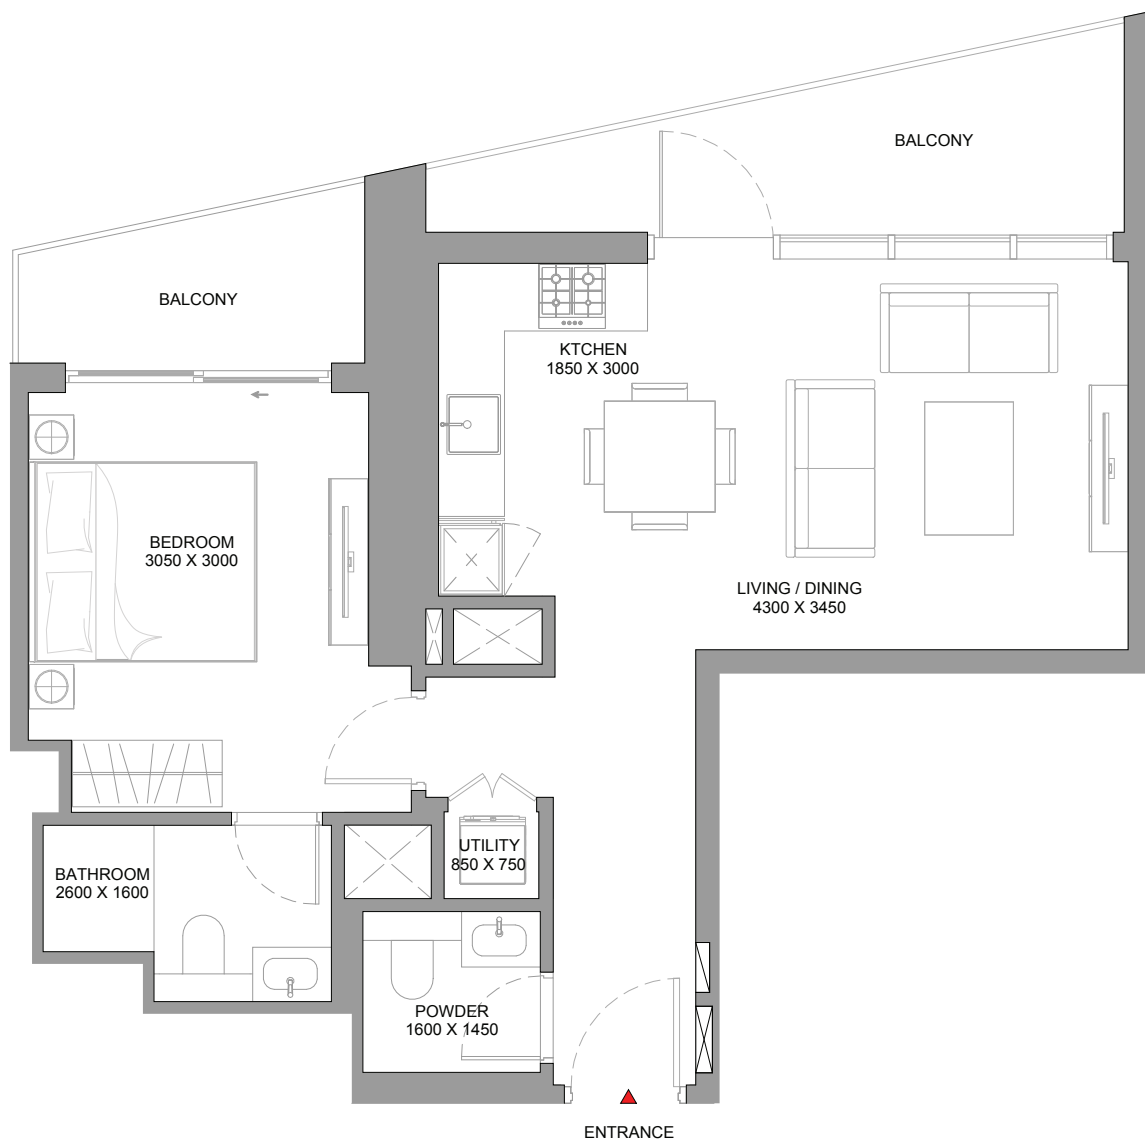 BALCONY
BALCONY
KTCHEN
1850 X 3000
BEDROOM
3050 X 3000
LIVING / DINING
4300 X 3450
UTILITY
850 X 750
BATHROOM
2600 X 1600
POWDER
1600 X 1450
ENTRANCE